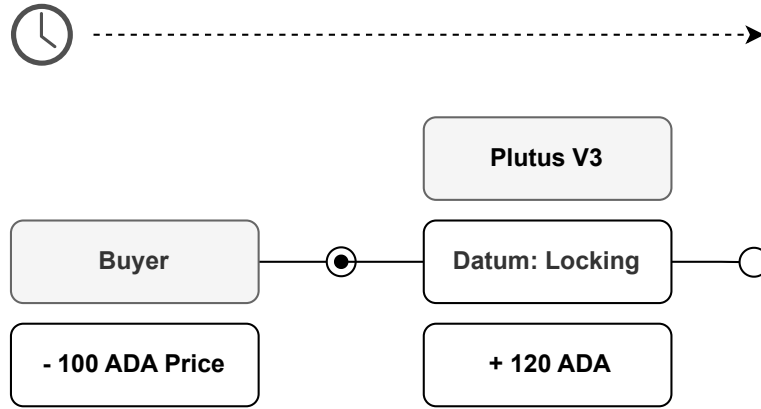 Plutus V3
Buyer
Datum: Locking
- 100 ADA Price
+ 120 ADA